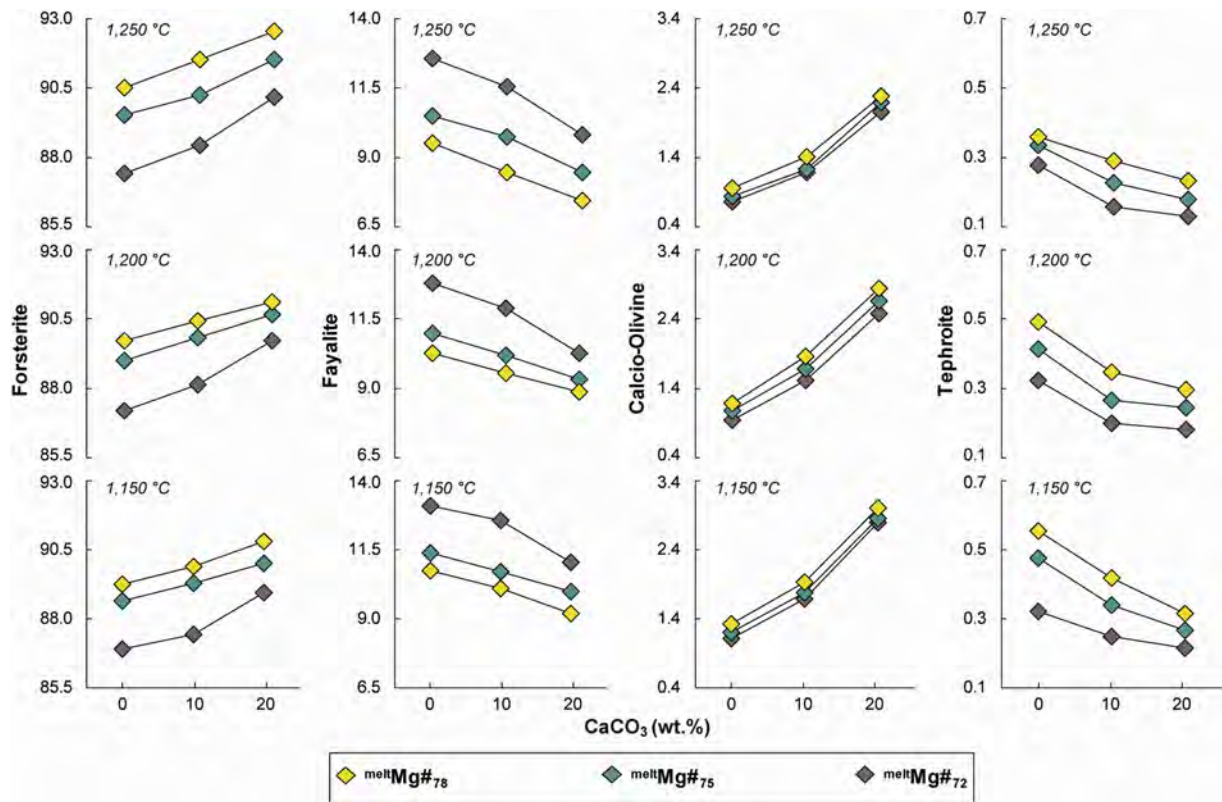 93.0
90.5
88.0
85.5
1,250 °C
14.0
11.5
9.0
6.5
1,250 °C
3.4
2.4
1.4
0.4
1,250 °C
0.7
0.5
0.3
0.1
1,250 °C
93.0
90.5
88.0
85.5
1,200 °C
14.0
11.5
9.0
6.5
1,200 °C
3.4
2.4
1.4
0.4
1,200 °C
0.7
0.5
0.3
0.1
1,200 °C
Forsterite
Fayalite
Calcio-Olivine
Tephroite
93.0
90.5
88.0
85.5
1,150 °C
14.0
11.5
9.0
6.5
1,150 °C
3.4
2.4
1.4
0.4
1,150 °C
0.7
0.5
0.3
0.1
1,150 °C
0 10 20
0 10 20
0 10 20
0 10 20
CaCO₃ (wt.%)
ᵐᵉˡᵗMg#₇₈
ᵐᵉˡᵗMg#₇₅
ᵐᵉˡᵗMg#₇₂